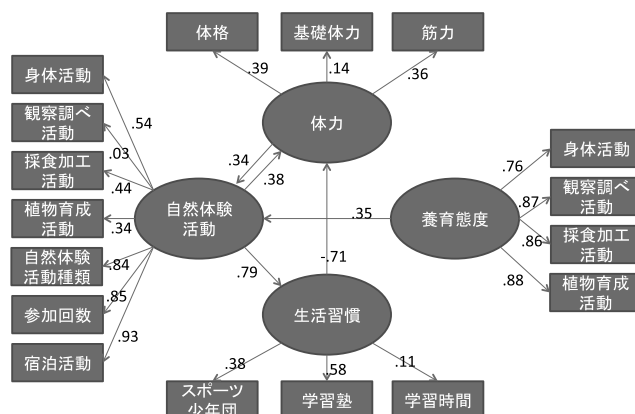 体格
基礎体力
筋力
.39
.14
.36
体力
身体活動
観察調べ
活動
採食加工
活動
植物育成
活動
自然体験
活動種類
参加回数
宿泊活動
.54
.03
.44
.34
.84
.85
.93
自然体験
活動
.34
.38
.35
-.71
.79
養育態度
.76
.87
.86
.88
身体活動
観察調べ
活動
採食加工
活動
植物育成
活動
生活習慣
.38
.58
.11
スポーツ
少年団
学習塾
学習時間